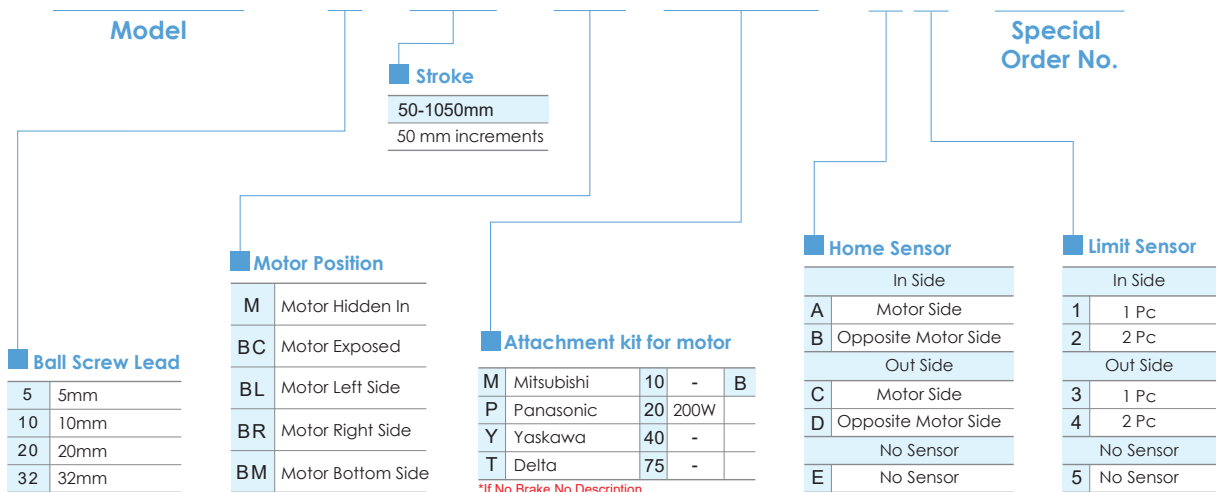 Model
Special
Order No.
Stroke
50-1050mm
50 mm increments
Ball Screw Lead
5 5mm
10 10mm
20 20mm
32 32mm
Motor Position
M Motor Hidden In
BC Motor Exposed
BL Motor Left Side
BR Motor Right Side
BM Motor Bottom Side
Attachment kit for motor
M Mitsubishi 10 - B
P Panasonic 20 200W
Y Yaskawa 40 -
T Delta 75 -
*If No Brake No Description
Home Sensor
In Side
A Motor Side
B Opposite Motor Side
Out Side
C Motor Side
D Opposite Motor Side
No Sensor
E No Sensor
Limit Sensor
In Side
1 1 Pc
2 2 Pc
Out Side
3 1 Pc
4 2 Pc
No Sensor
5 No Sensor